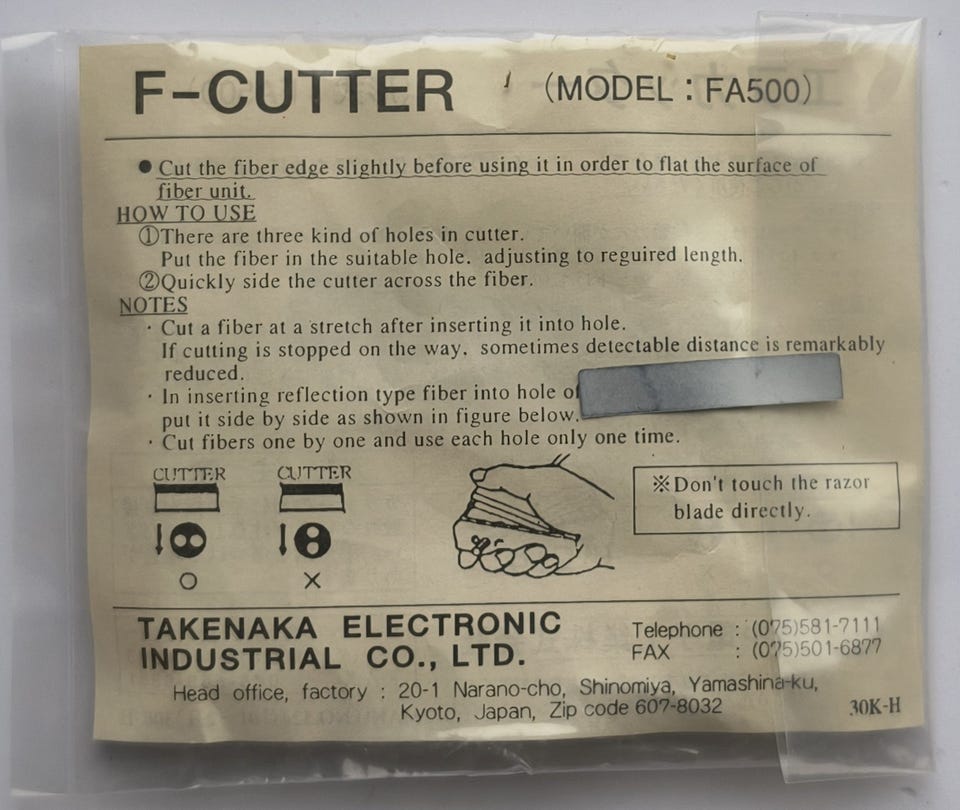 F-CUTTER (MODEL : FA500)
● Cut the fiber edge slightly before using it in order to flat the surface of
fiber unit.
HOW TO USE
①There are three kind of holes in cutter.
Put the fiber in the suitable hole. adjusting to reguired length.
②Quickly side the cutter across the fiber.
NOTES
· Cut a fiber at a stretch after inserting it into hole.
If cutting is stopped on the way. sometimes detectable distance is remarkably
reduced.
· In inserting reflection type fiber into hole
put it side by side as shown in figure below.
· Cut fibers one by one and use each hole only one time.
CUTTER CUTTER
○ ×
※Don't touch the razor
blade directly.
TAKENAKA ELECTRONIC
INDUSTRIAL CO., LTD.
Telephone : (075)581-7111
FAX : (075)501-6877
Head office, factory : 20-1 Narano-cho, Shinomiya, Yamashina-ku,
Kyoto, Japan, Zip code 607-8032
30K-H